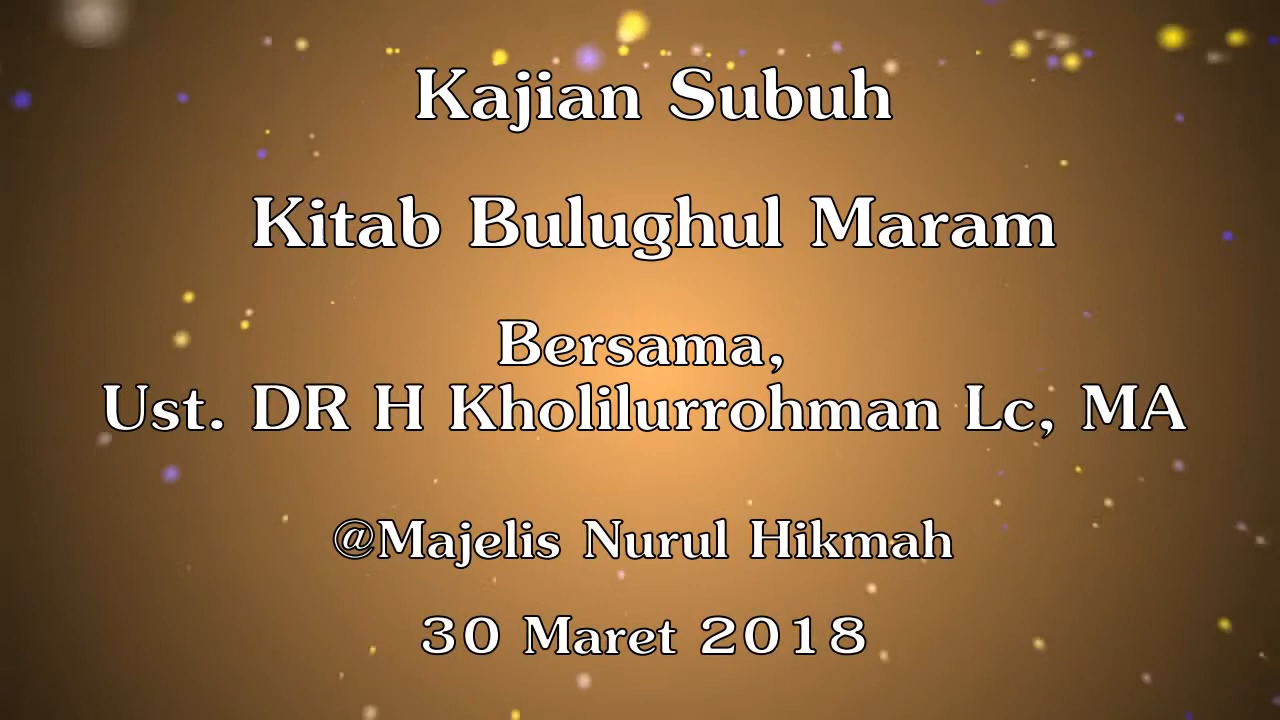 Kajian Subuh
Kitab Bulughul Maram
Bersama,
Ust. DR H Kholilurrohman Lc, MA
@Majelis Nurul Hikmah
30 Maret 2018